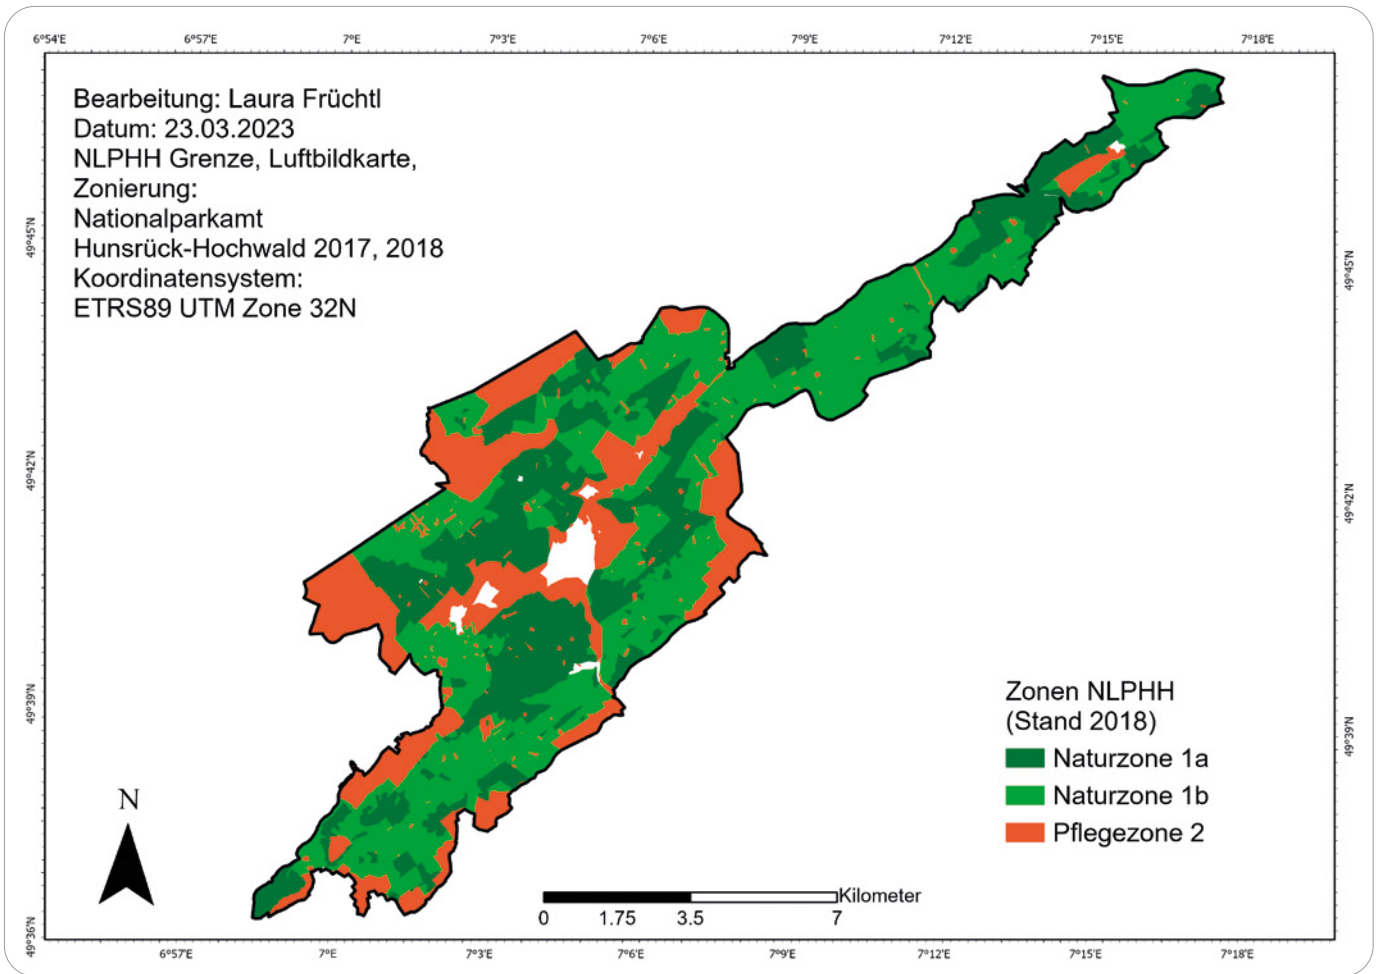 6°54'E 6°57'E 7°E 7°3'E 7°6'E 7°9'E 7°12'E 7°15'E 7°18'E
Bearbeitung: Laura Früchtl
Datum: 23.03.2023
NLPHH Grenze, Luftbildkarte,
Zonierung:
Nationalparkamt
Hunsrück-Hochwald 2017, 2018
Koordinatensystem:
ETRS89 UTM Zone 32N
49°45'N
49°42'N
49°39'N
49°36'N
49°45'N
49°42'N
49°39'N
Zonen NLPHH
(Stand 2018)
Naturzone 1a
Naturzone 1b
Pflegezone 2
N
Kilometer
0 1.75 3.5 7
6°57'E 7°E 7°3'E 7°6'E 7°9'E 7°12'E 7°15'E 7°18'E